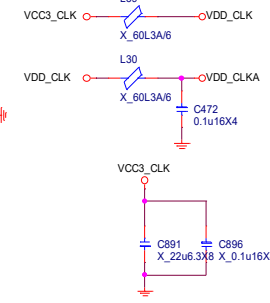 VCC3_CLK VDD_CLK
X_60L3A/6
L30
VDD_CLK VDD_CLKA
X_60L3A/6
C472
0.1u16X4
VCC3_CLK
C891 C896
X_22u6.3X8 X_0.1u16X